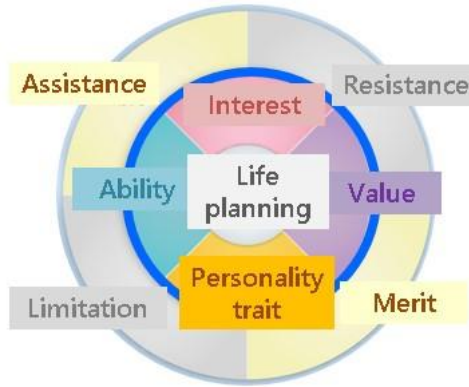 Assistance
Resistance
Interest
Ability
Life
planning
Value
Personality
trait
Limitation
Merit